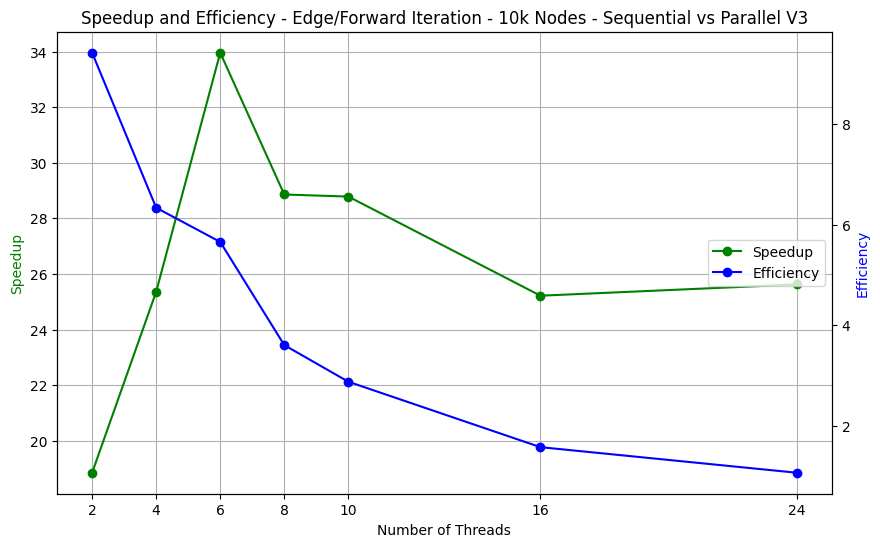 Speedup and Efficiency - Edge/Forward Iteration - 10k Nodes - Sequential vs Parallel V3
34
32
30
28
26
24
22
20
Speedup
8
6
4
2
Efficiency
Speedup
Efficiency
2 4 6 8 10 16 24
Number of Threads